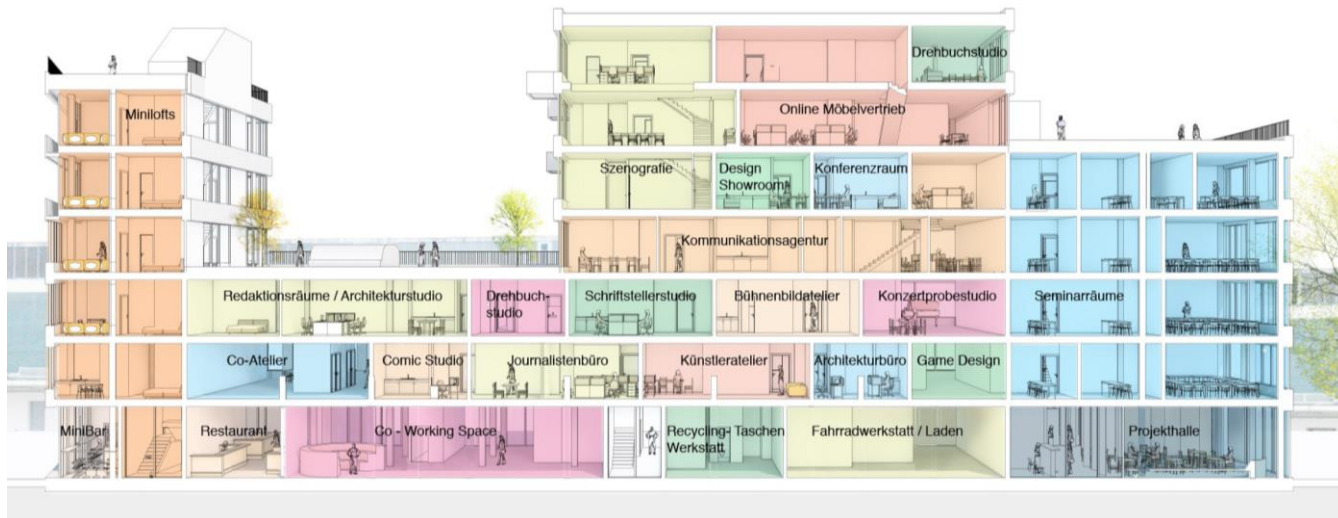 Drehbuchstudio
Minilofts
Online Möbelvertrieb
Szenografie
Design
Showroom
Konferenzraum
Kommunikationsagentur
Redaktionsräume / Architekturstudio
Drehbuch-
studio
Schriftstellerstudio
Bühnenbildatelier
Konzertprobestudio
Seminarräume
Co-Atelier
Comic Studio
Journalistenbüro
Künstleratelier
Architekturbüro
Game Design
MiniBar
Restaurant
Co - Working Space
Recycling- Taschen
Werkstatt
Fahrradwerkstatt / Laden
Projekthalle